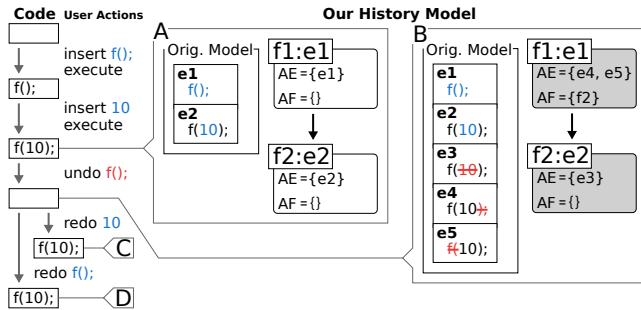 Code User Actions
Our History Model
insert f();
execute
f();
insert 10
execute
f(10);
undo f();
redo 10
f(10);
C
redo f();
f(10);
D
A
Orig. Model
e1
f();
e2
f(10);
f1:e1
AE={e1}
AF={}
f2:e2
AE={e2}
AF={}
B
Orig. Model
e1
f();
e2
f(10);
e3
f(10);
e4
f(10);
e5
f(10);
f1:e1
AE={e4, e5}
AF={f2}
f2:e2
AE={e3}
AF={}